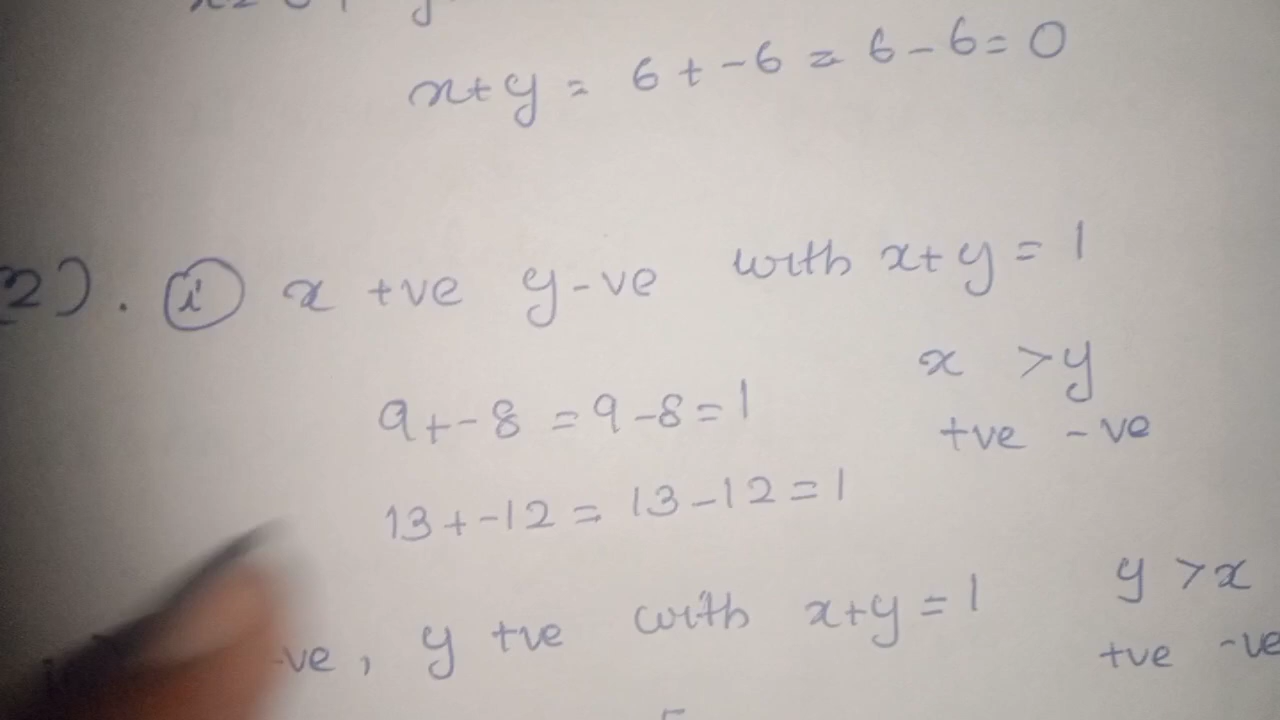 x+y = 6+-6 = 6-6=0
2). (i) x +ve y-ve with x+y = 1
x > y
9+-8 = 9-8=1
+ve -ve
13+-12 = 13-12=1
-ve, y +ve with x+y=1 y >x
+ve -ve